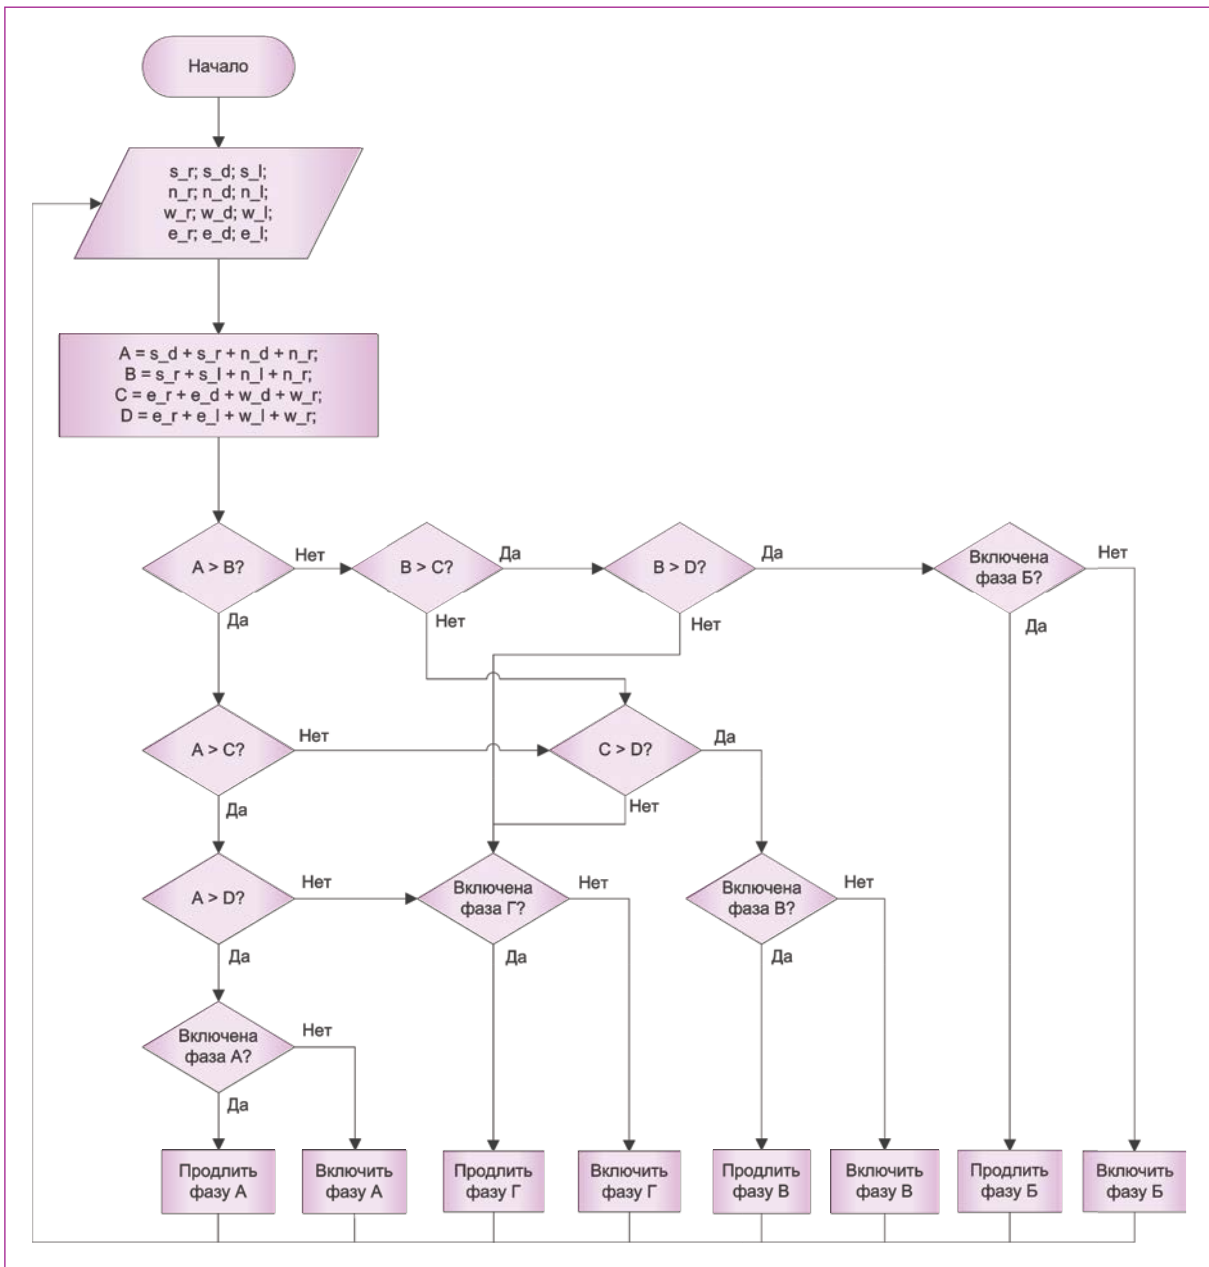 Начало
s_r; s_d; s_l;
n_r; n_d; n_l;
w_r; w_d; w_l;
e_r; e_d; e_l;
A = s_d + s_r + n_d + n_r;
B = s_r + s_l + n_l + n_r;
C = e_r + e_d + w_d + w_r;
D = e_r + e_l + w_l + w_r;
A > B?
Нет
B > C?
Да
B > D?
Да
Включена
фаза Б?
Нет
Да
Нет
Нет
Да
A > C?
Нет
C > D?
Да
Да
Нет
A > D?
Нет
Включена
фаза Г?
Нет
Включена
фаза В?
Нет
Да
Да
Да
Включена
фаза А?
Нет
Да
Продлить
фазу А
Включить
фазу А
Продлить
фазу Г
Включить
фазу Г
Продлить
фазу В
Включить
фазу В
Продлить
фазу Б
Включить
фазу Б